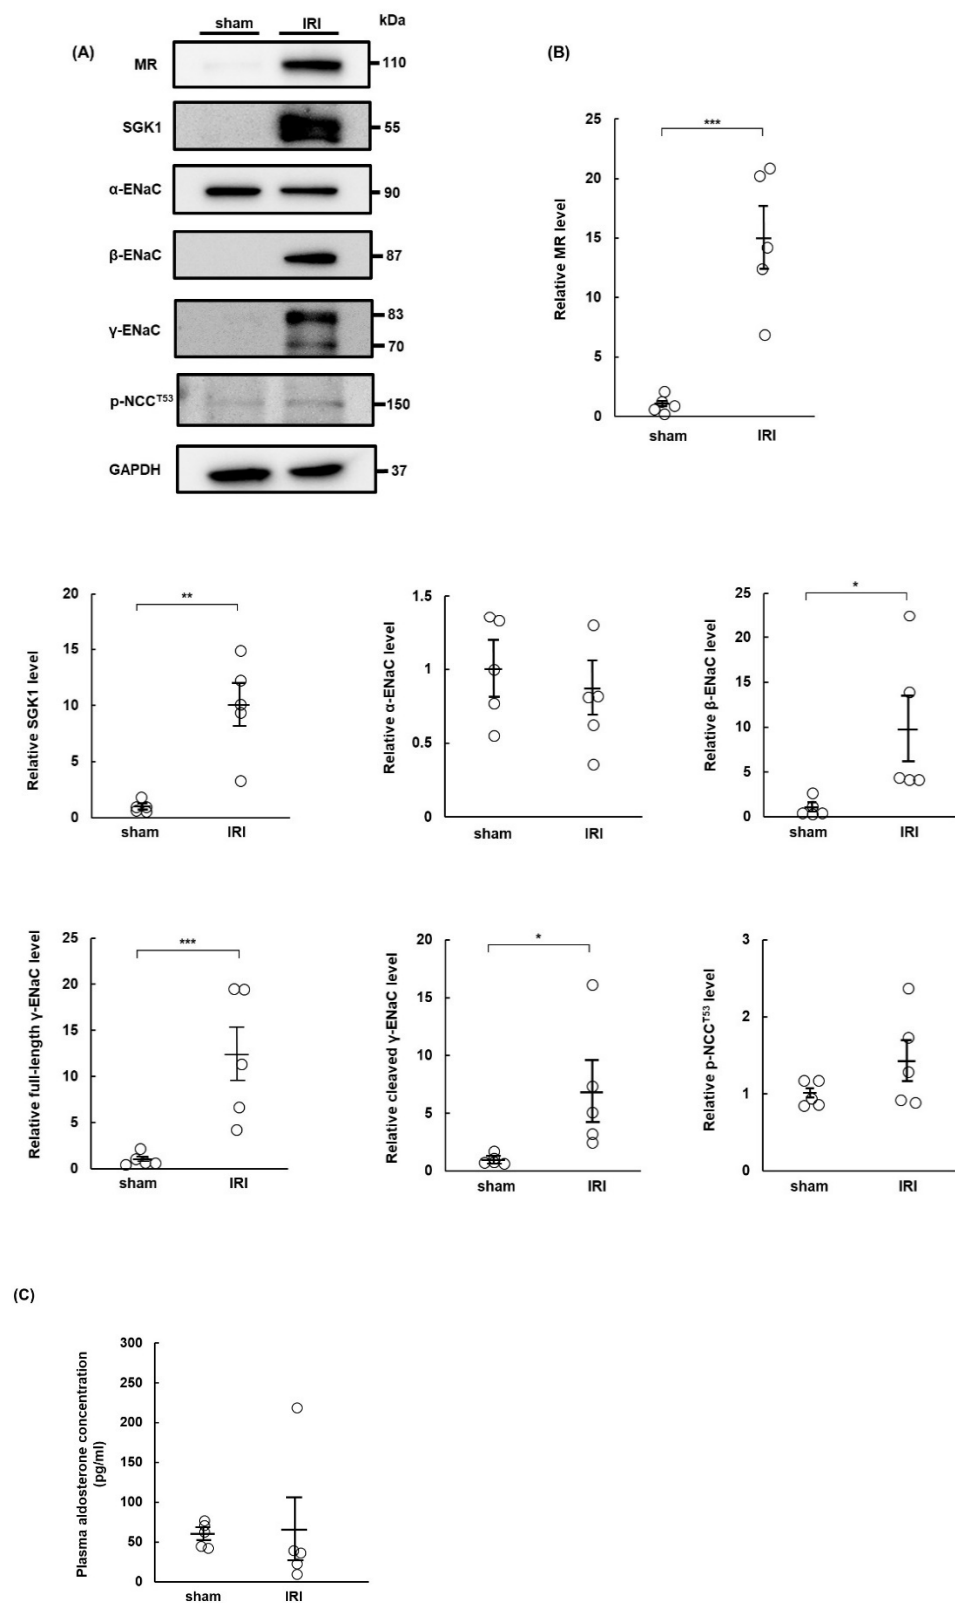 sham IRI kDa
(A)
MR 110
SGK1 55
α-ENaC 90
β-ENaC 87
γ-ENaC 83
70
p-NCCᵀ⁵³ 150
GAPDH 37
(B)
Relative MR level
25
20
15
10
5
0
***
sham IRI
Relative SGK1 level
20
15
10
5
0
**
sham IRI
Relative α-ENaC level
1.5
1
0.5
0
sham IRI
Relative β-ENaC level
25
20
15
10
5
0
*
sham IRI
Relative full-length γ-ENaC level
25
20
15
10
5
0
***
sham IRI
Relative cleaved γ-ENaC level
20
15
10
5
0
*
sham IRI
Relative p-NCCᵀ⁵³ level
3
2
1
0
sham IRI
(C)
Plasma aldosterone concentration
(pg/ml)
300
250
200
150
100
50
0
sham IRI